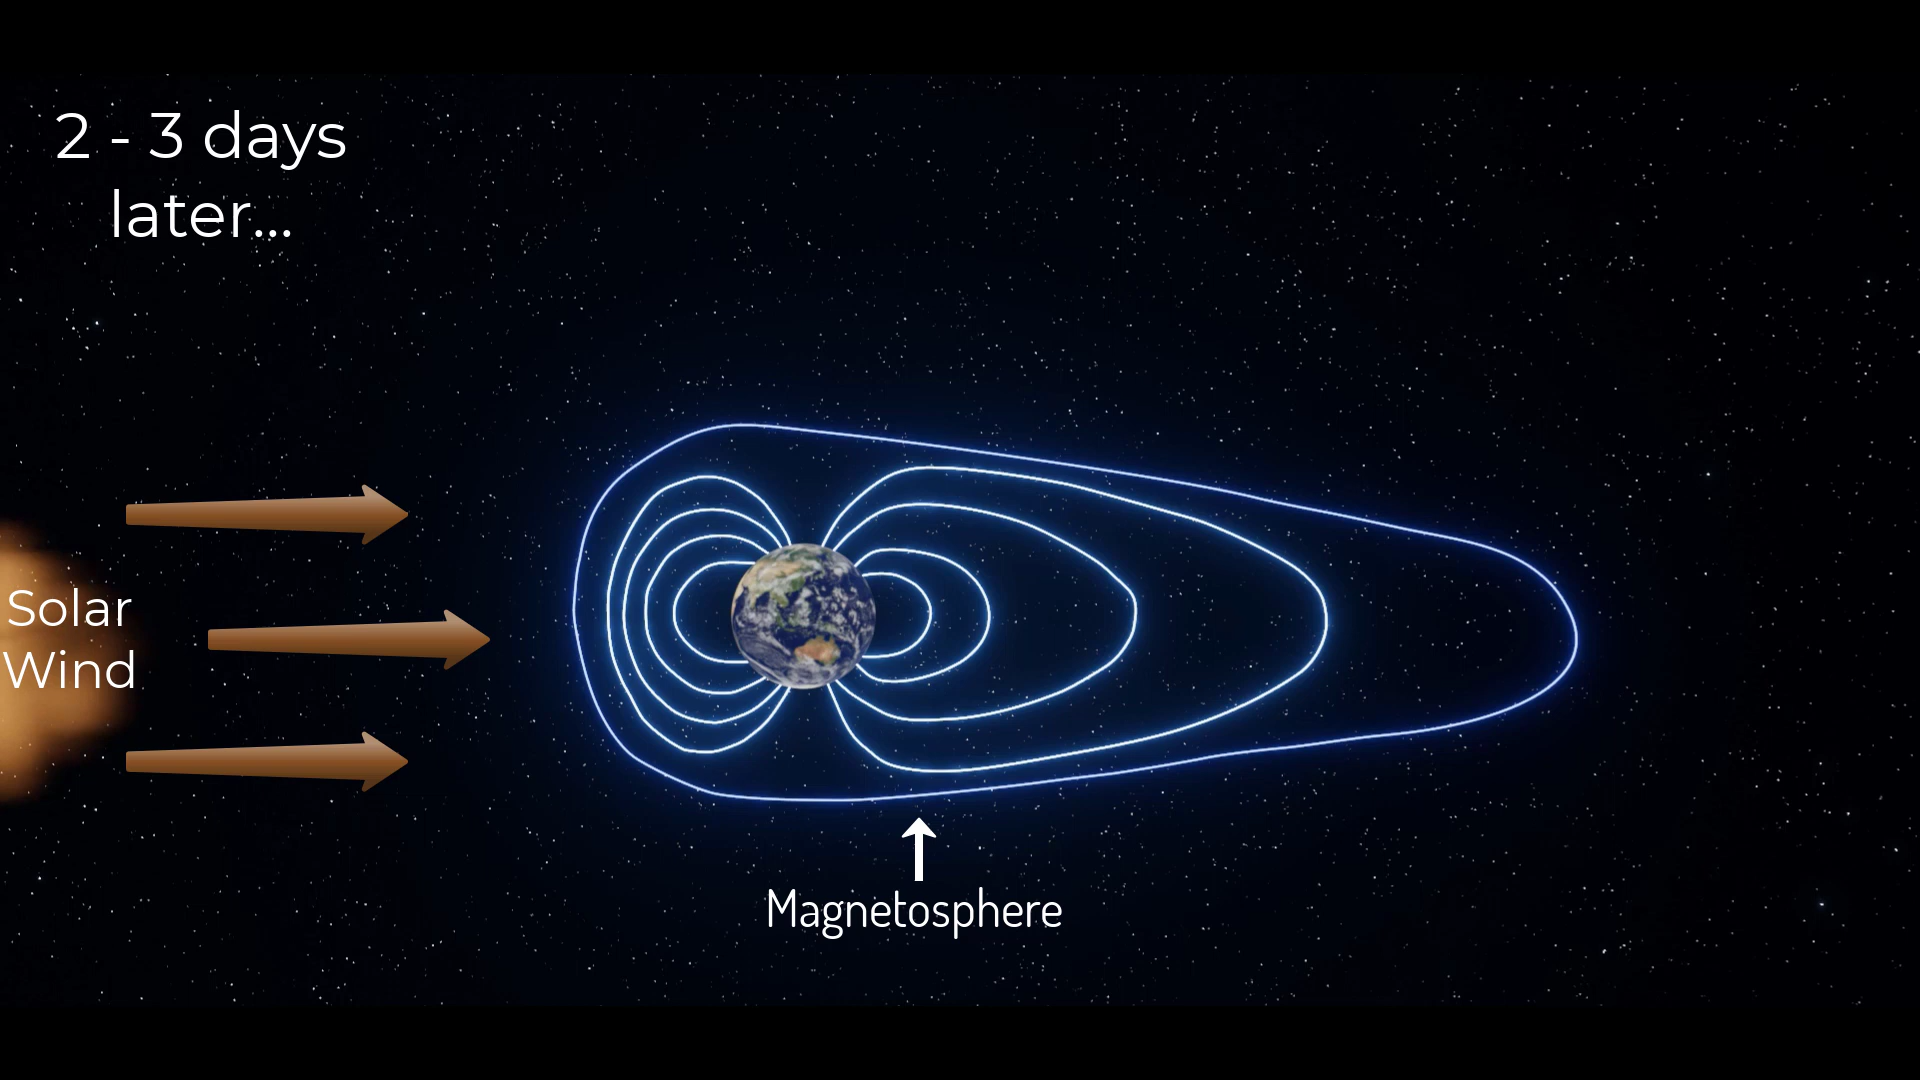 2 - 3 days
later...
Solar
Wind
Magnetosphere